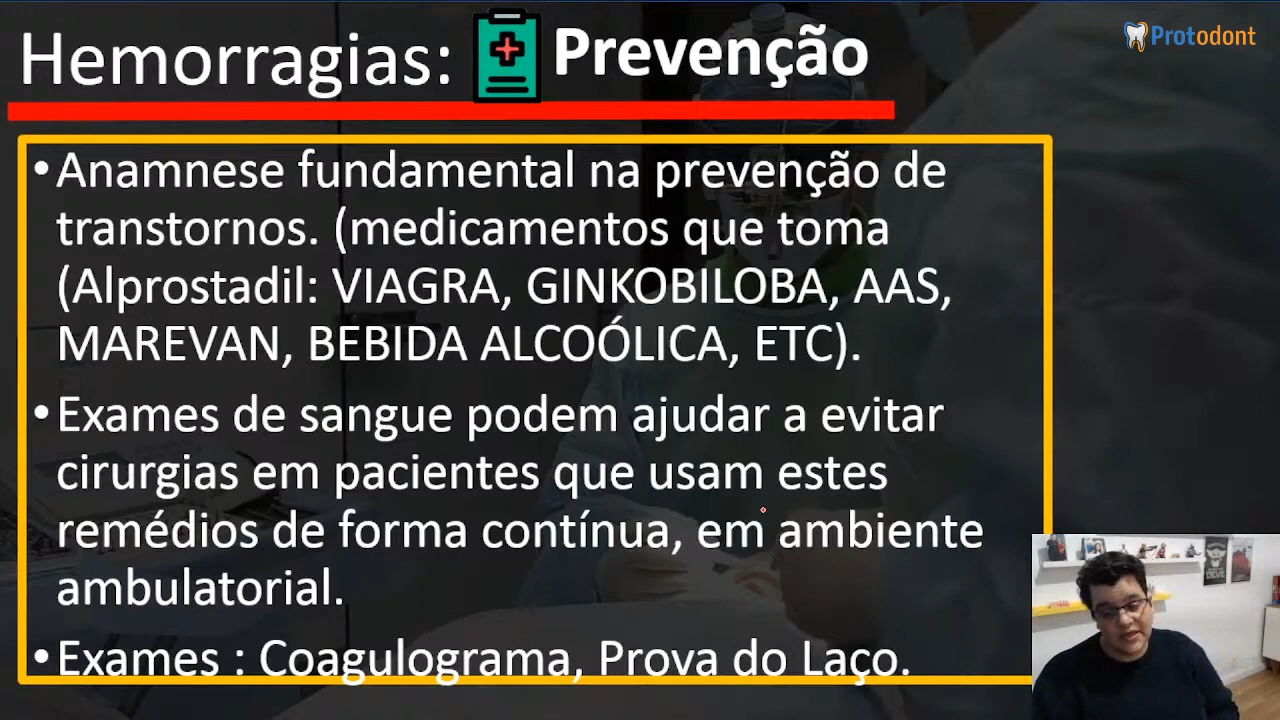 Hemorragias: Prevenção
Protodont
•Anamnese fundamental na prevenção de
transtornos. (medicamentos que toma
(Alprostadil: VIAGRA, GINKOBILOBA, AAS,
MAREVAN, BEBIDA ALCOÓLICA, ETC).
•Exames de sangue podem ajudar a evitar
cirurgias em pacientes que usam estes
remédios de forma contínua, em ambiente
ambulatorial.
•Exames : Coagulograma, Prova do Laço.